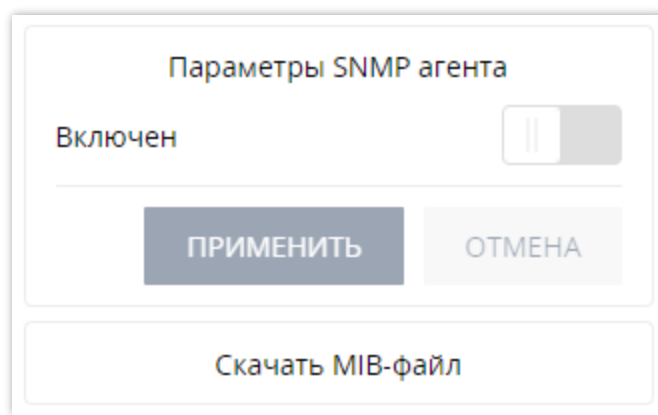 Параметры SNMP агента
Включен
ПРИМЕНИТЬ ОТМЕНА
Скачать MIB-файл